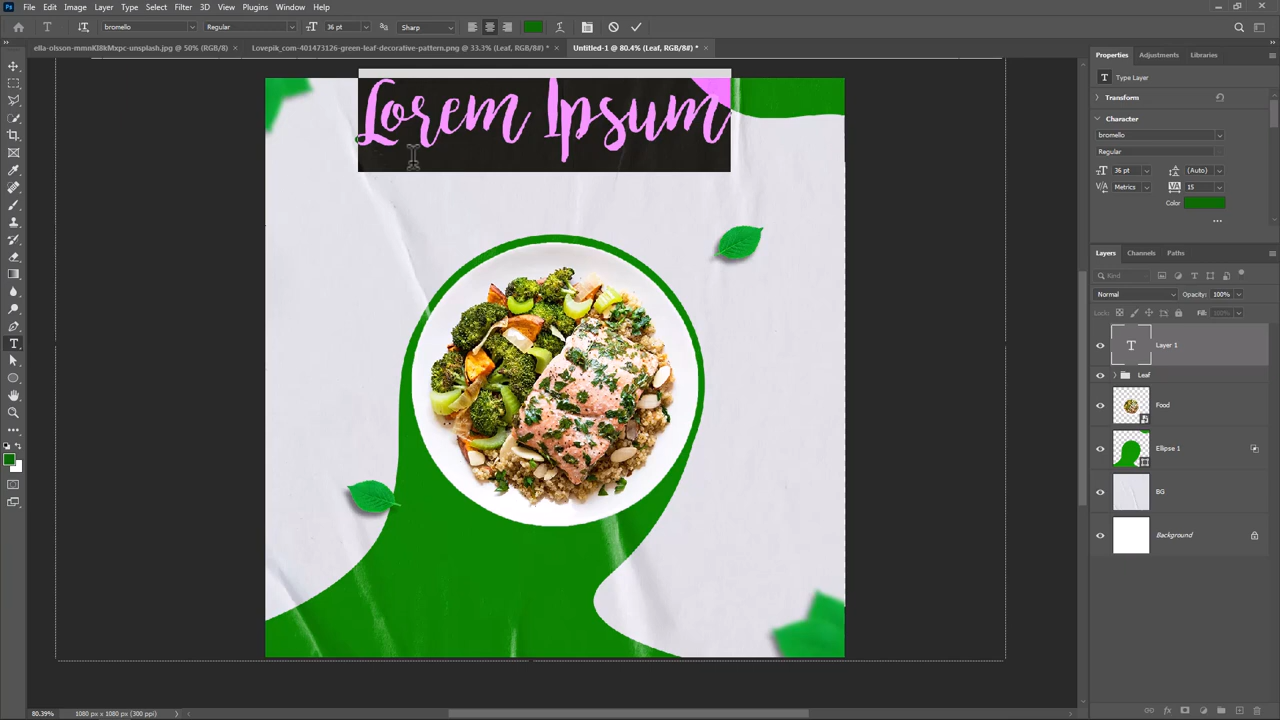 Ps File Edit Image Layer Type Select Filter 3D View Plugins Window Help
T bromello Regular 36 pt Sharp
ella-olsson-mmnKI8kMxpc-unsplash.jpg @ 50% (RGB/8) Lovepik_com-401473126-green-leaf-decorative-pattern.png @ 33.3% (Leaf, RGB/8#) * Untitled-1 @ 80.4% (Leaf, RGB/8#) *
Properties Adjustments Libraries
T Type Layer
Transform
Character
bromello
Regular
36 pt (Auto)
Metrics 15
Color
Lorem Ipsum
Layers Channels Paths
Kind
Normal Opacity: 100%
Lock: Fill: 100%
T Layer 1
Leaf
Food
Ellipse 1
BG
Background
80.39% 1080 px x 1080 px (300 ppi)